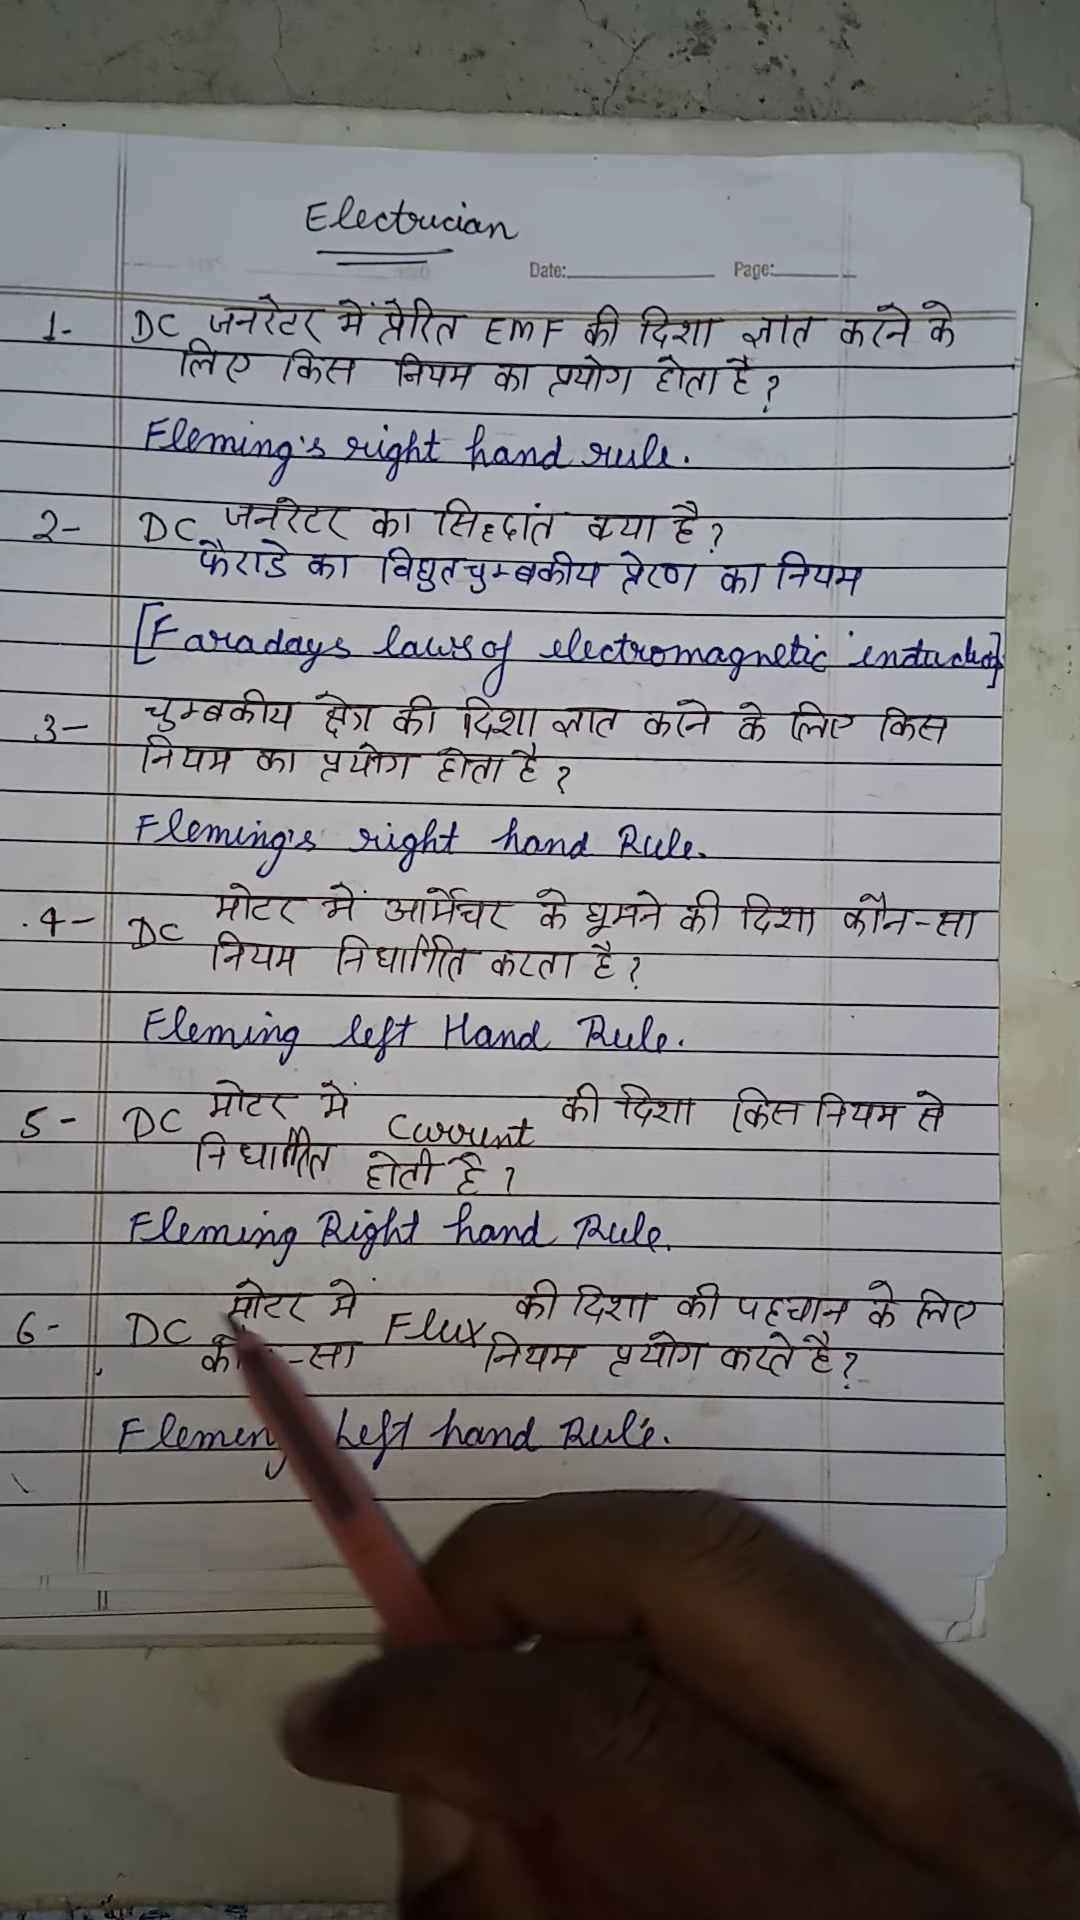 Electrician
Date: Page:
1- DC जनरेटर में प्रेरित EMF की दिशा ज्ञात करने के
लिए किस नियम का प्रयोग होता है?
Fleming's right hand rule.
2- DC जनरेटर का सिद्दांत क्या है?
फैराडे का विद्युतचुम्बकीय प्रेरण का नियम
[Faradays laws of electromagnetic
3- चुम्बकीय क्षेत्र की दिशा ज्ञात करने के लिए किस
नियम का प्रयोग होता है?
Fleming's right hand Rule.
4- DC मोटर में आर्मेचर के घूमने की दिशा कौन-सा
नियम निर्धारित करता है?
Fleming left Hand Rule.
5- DC मोटर में Current की दिशा किस नियम से
निर्धारित होती है?
Fleming Right hand Rule.
6- DC मोटर में Flux की दिशा की पहचान के लिए
-सा नियम प्रयोग करते है?
Left hand Rule.